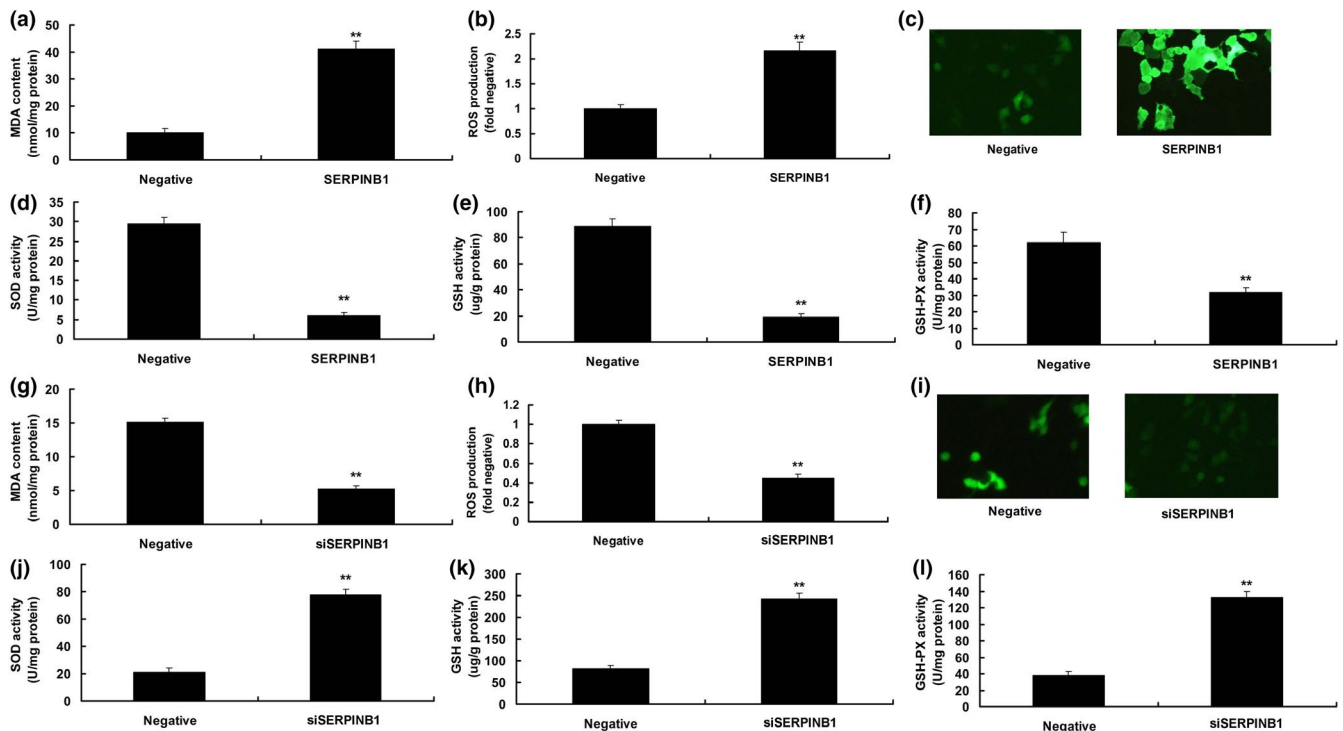 (a)
MDA content
(nmol/mg protein)
50
40
30
20
10
0
**
Negative
SERPINB1
(b)
ROS production
(fold negative)
2.5
2
1.5
1
0.5
0
**
Negative
SERPINB1
(c)
Negative
SERPINB1
(d)
SOD activity
(U/mg protein)
35
30
25
20
15
10
5
0
**
Negative
SERPINB1
(e)
GSH activity
(ug/g protein)
100
80
60
40
20
0
**
Negative
SERPINB1
(f)
GSH-PX activity
(U/mg protein)
80
70
60
50
40
30
20
10
0
**
Negative
SERPINB1
(g)
MDA content
(nmol/mg protein)
20
15
10
5
0
**
Negative
siSERPINB1
(h)
ROS production
(fold negative)
1.2
1
0.8
0.6
0.4
0.2
0
**
Negative
siSERPINB1
(i)
Negative
siSERPINB1
(j)
SOD activity
(U/mg protein)
100
80
60
40
20
0
**
Negative
siSERPINB1
(k)
GSH activity
(ug/g protein)
300
250
200
150
100
50
0
**
Negative
siSERPINB1
(l)
GSH-PX activity
(U/mg protein)
160
140
120
100
80
60
40
20
0
**
Negative
siSERPINB1